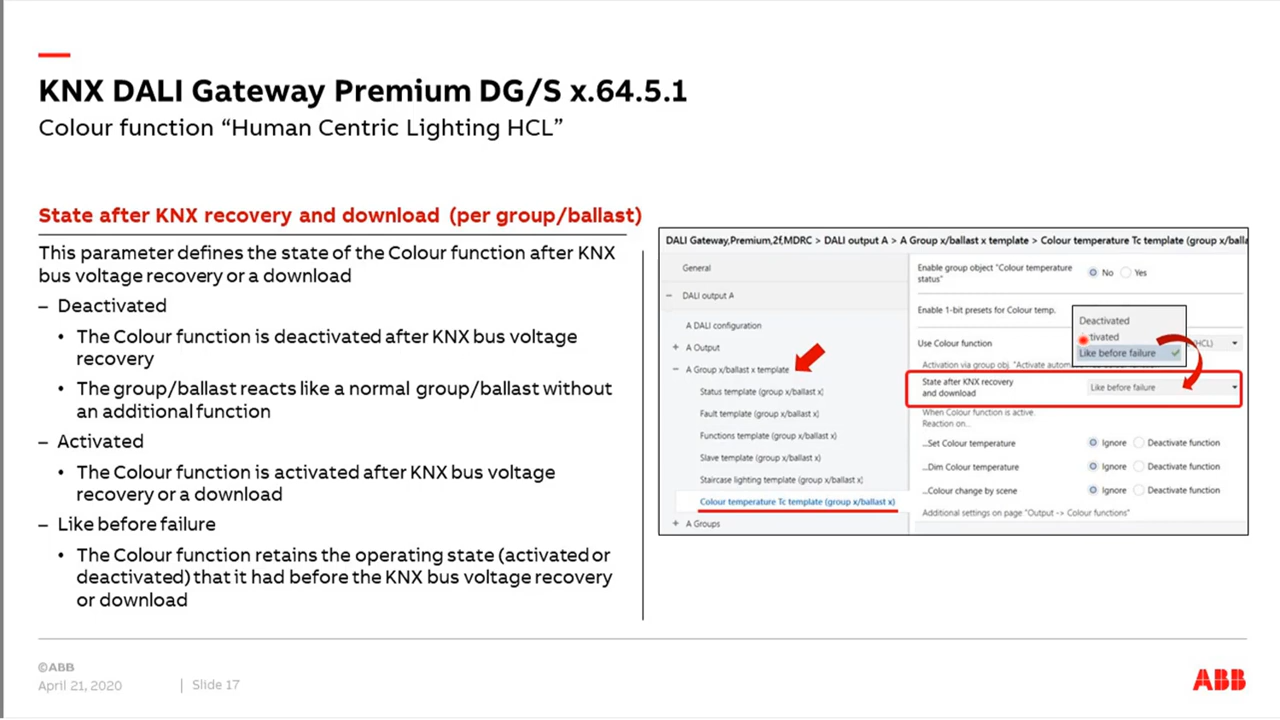 KNX DALI Gateway Premium DG/S x.64.5.1
Colour function “Human Centric Lighting HCL”
State after KNX recovery and download (per group/ballast)
This parameter defines the state of the Colour function after KNX
bus voltage recovery or a download
– Deactivated
• The Colour function is deactivated after KNX bus voltage
recovery
• The group/ballast reacts like a normal group/ballast without
an additional function
– Activated
• The Colour function is activated after KNX bus voltage
recovery or a download
– Like before failure
• The Colour function retains the operating state (activated or
deactivated) that it had before the KNX bus voltage recovery
or download
DALI Gateway,Premium,2f,MDRC > DALI output A > A Group x/ballast x template > Colour temperature Tc template (group x/balla
General
– DALI output A
A DALI configuration
+ A Output
– A Group x/ballast x template
Status template (group x/ballast x)
Fault template (group x/ballast x)
Functions template (group x/ballast x)
Slave template (group x/ballast x)
Staircase lighting template (group x/ballast x)
Colour temperature Tc template (group x/ballast x)
+ A Groups
Enable group object "Colour temperature
status"
No Yes
Enable 1-bit presets for Colour temp.
Use Colour function
HCL)
Deactivated
tivated
Like before failure ✓
Activation via group obj. "Activate autom
State after KNX recovery
and download
Like before failure
When Colour function is active.
Reaction on...
...Set Colour temperature Ignore Deactivate function
...Dim Colour temperature Ignore Deactivate function
...Colour change by scene Ignore Deactivate function
Additional settings on page "Output -> Colour functions"
©ABB
April 21, 2020 | Slide 17
ABB